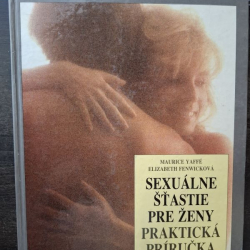 MAURICE YAFFÉ
ELIZABETH FENWICKOVÁ
SEXUÁLNE
ŠŤASTIE
PRE ŽENY
PRAKTICKÁ
PRÍRUČKA